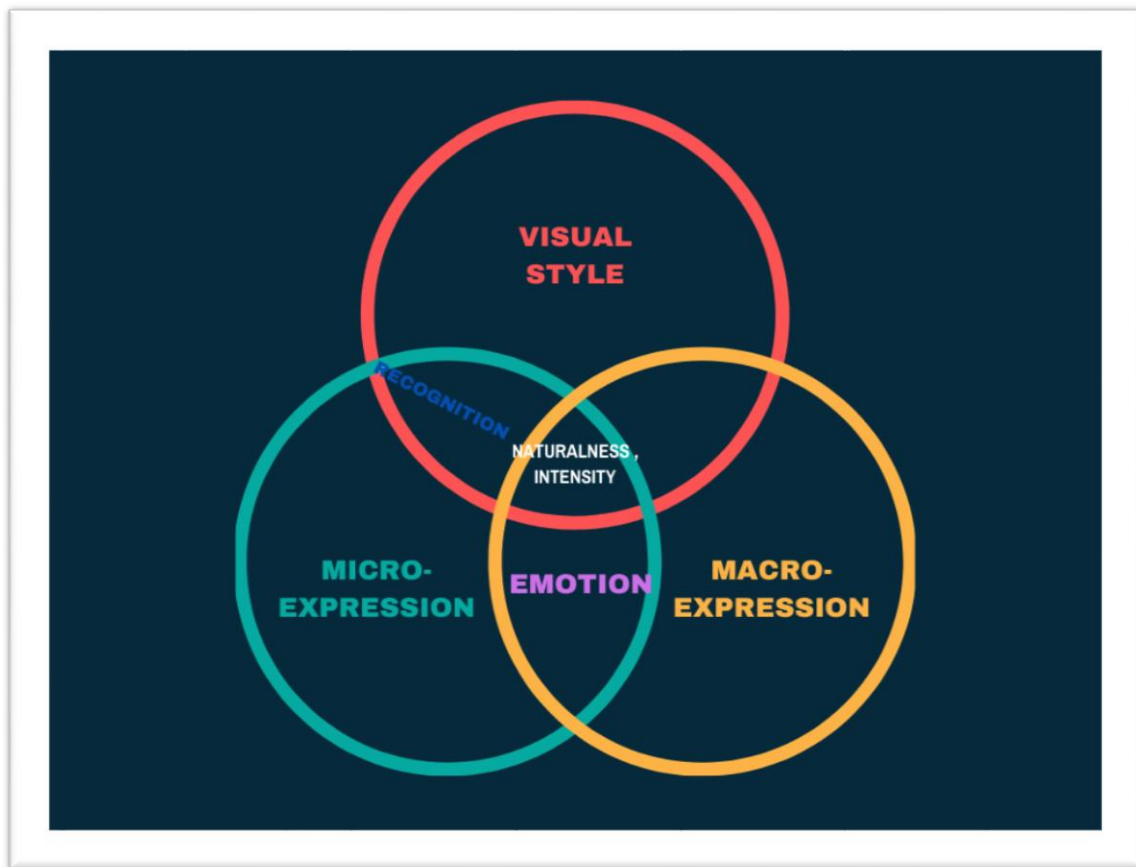 VISUAL
STYLE
RECOGNITION
NATURALNESS ,
INTENSITY
MICRO-
EXPRESSION
EMOTION
MACRO-
EXPRESSION